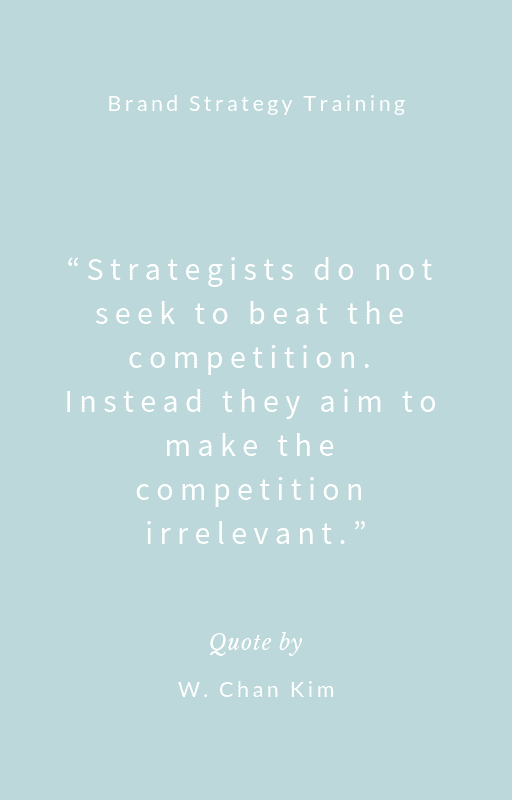 Brand Strategy Training
“Strategists do not
seek to beat the
competition.
Instead they aim to
make the
competition
irrelevant.”
Quote by
W. Chan Kim